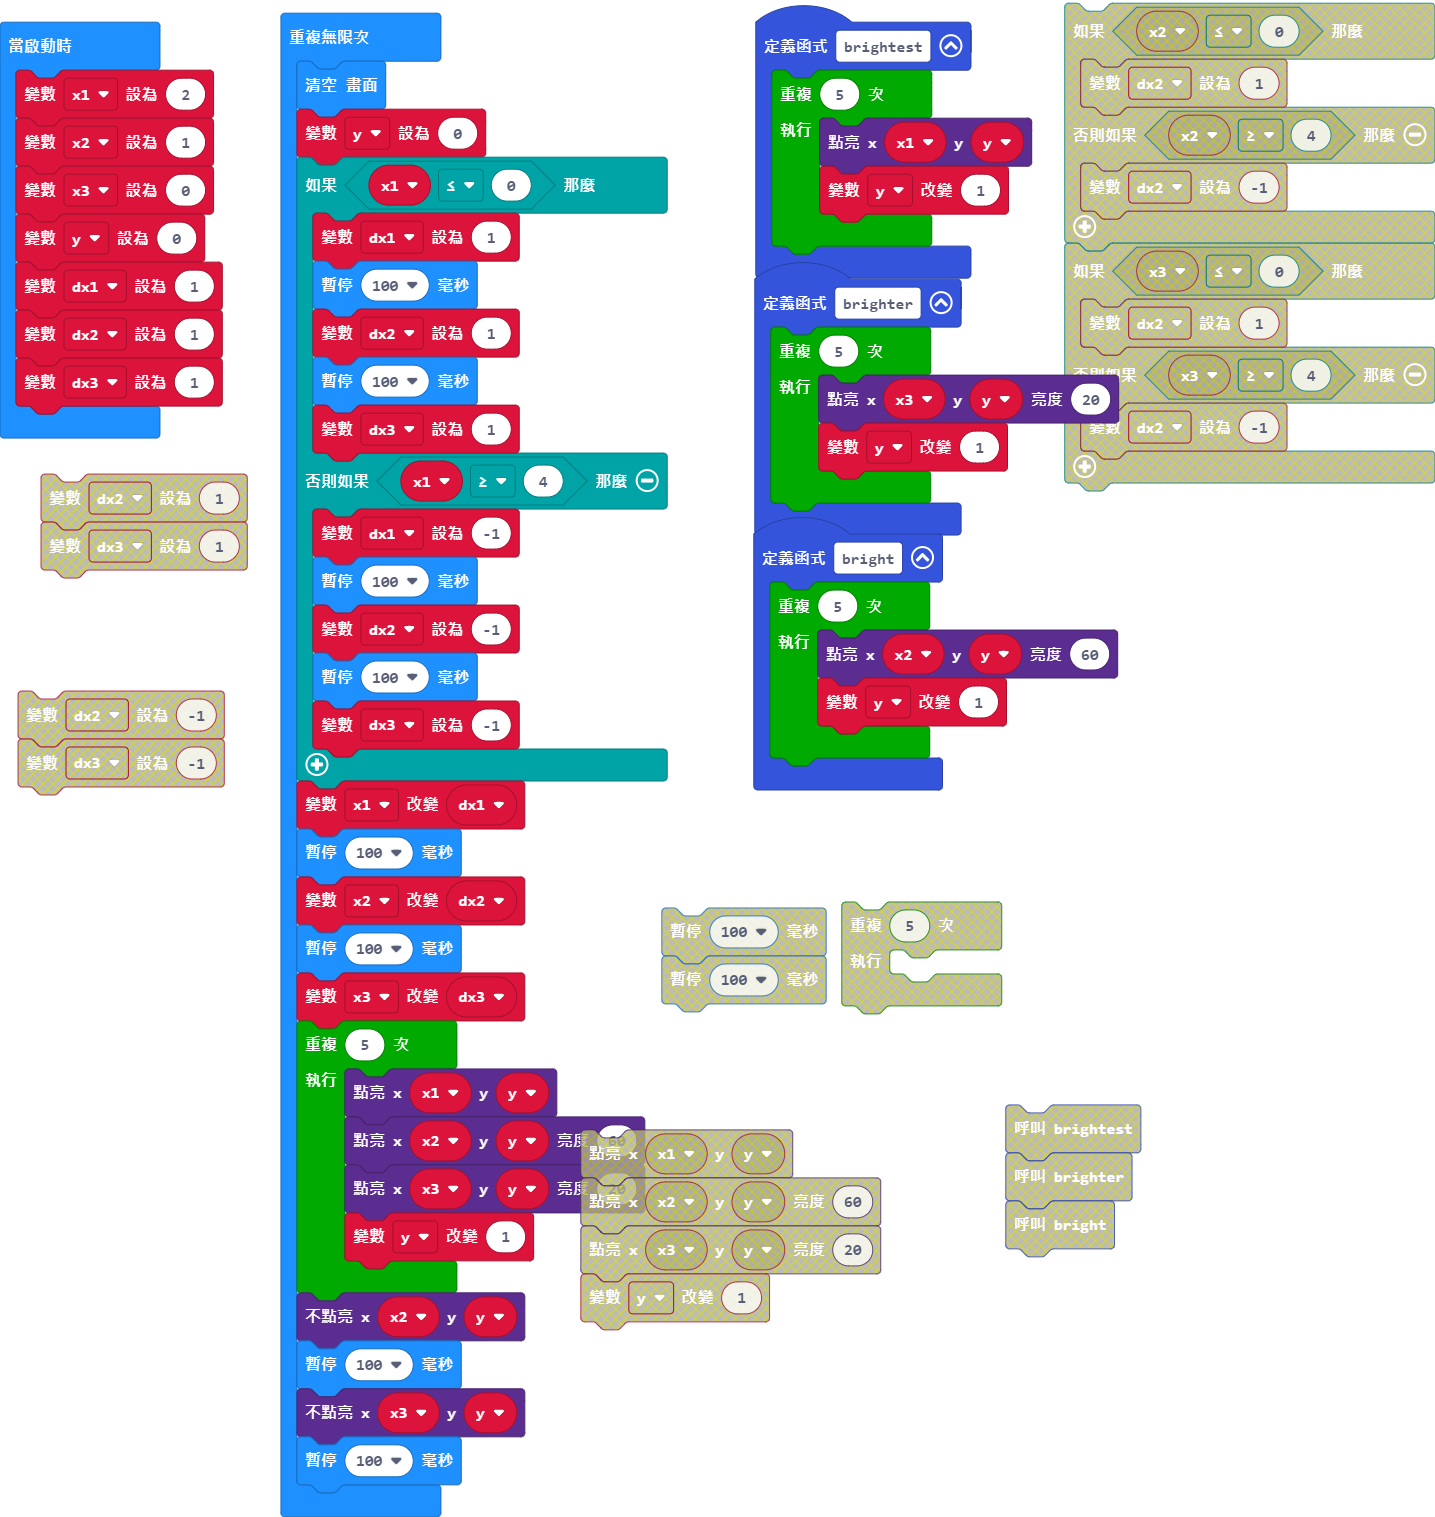 當啟動時
變數 x1 設為 2
變數 x2 設為 1
變數 x3 設為 0
變數 y 設為 0
變數 dx1 設為 1
變數 dx2 設為 1
變數 dx3 設為 1
變數 dx2 設為 1
變數 dx3 設為 1
變數 dx2 設為 -1
變數 dx3 設為 -1
重複無限次
清空 畫面
變數 y 設為 0
如果 x1 ≤ 0 那麼
變數 dx1 設為 1
暫停 100 毫秒
變數 dx2 設為 1
暫停 100 毫秒
變數 dx3 設為 1
否則如果 x1 ≥ 4 那麼
變數 dx1 設為 -1
暫停 100 毫秒
變數 dx2 設為 -1
暫停 100 毫秒
變數 dx3 設為 -1
變數 x1 改變 dx1
暫停 100 毫秒
變數 x2 改變 dx2
暫停 100 毫秒
變數 x3 改變 dx3
重複 5 次
執行
點亮 x x1 y y
點亮 x x2 y y 亮度 60
點亮 x x3 y y 亮度 20
變數 y 改變 1
不點亮 x x2 y y
暫停 100 毫秒
不點亮 x x3 y y
暫停 100 毫秒
定義函式 brightest
重複 5 次
執行
點亮 x x1 y y
變數 y 改變 1
定義函式 brighter
重複 5 次
執行
點亮 x x3 y y 亮度 20
變數 y 改變 1
定義函式 bright
重複 5 次
執行
點亮 x x2 y y 亮度 60
變數 y 改變 1
如果 x2 ≤ 0 那麼
變數 dx2 設為 1
否則如果 x2 ≥ 4 那麼
變數 dx2 設為 -1
如果 x3 ≤ 0 那麼
變數 dx2 設為 1
否則如果 x3 ≥ 4 那麼
變數 dx2 設為 -1
暫停 100 毫秒
暫停 100 毫秒
重複 5 次
執行
點亮 x x1 y y
點亮 x x2 y y 亮度 60
點亮 x x3 y y 亮度 20
變數 y 改變 1
呼叫 brightest
呼叫 brighter
呼叫 bright